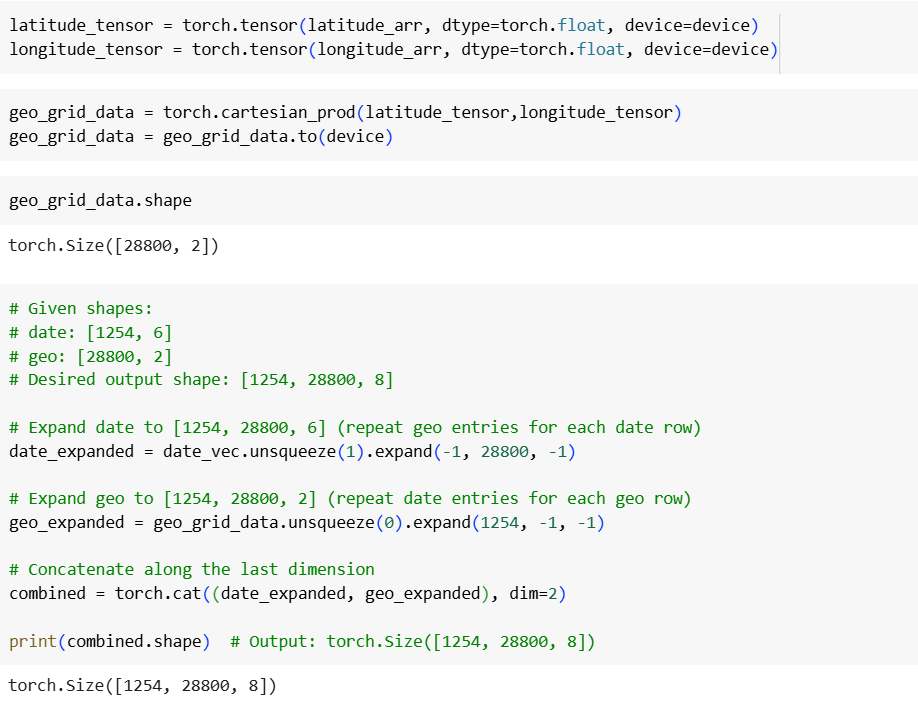 latitude_tensor = torch.tensor(latitude_arr, dtype=torch.float, device=device)
longitude_tensor = torch.tensor(longitude_arr, dtype=torch.float, device=device)
geo_grid_data = torch.cartesian_prod(latitude_tensor,longitude_tensor)
geo_grid_data = geo_grid_data.to(device)
geo_grid_data.shape
torch.Size([28800, 2])
# Given shapes:
# date: [1254, 6]
# geo: [28800, 2]
# Desired output shape: [1254, 28800, 8]
# Expand date to [1254, 28800, 6] (repeat geo entries for each date row)
date_expanded = date_vec.unsqueeze(1).expand(-1, 28800, -1)
# Expand geo to [1254, 28800, 2] (repeat date entries for each geo row)
geo_expanded = geo_grid_data.unsqueeze(0).expand(1254, -1, -1)
# Concatenate along the last dimension
combined = torch.cat((date_expanded, geo_expanded), dim=2)
print(combined.shape)  # Output: torch.Size([1254, 28800, 8])
torch.Size([1254, 28800, 8])